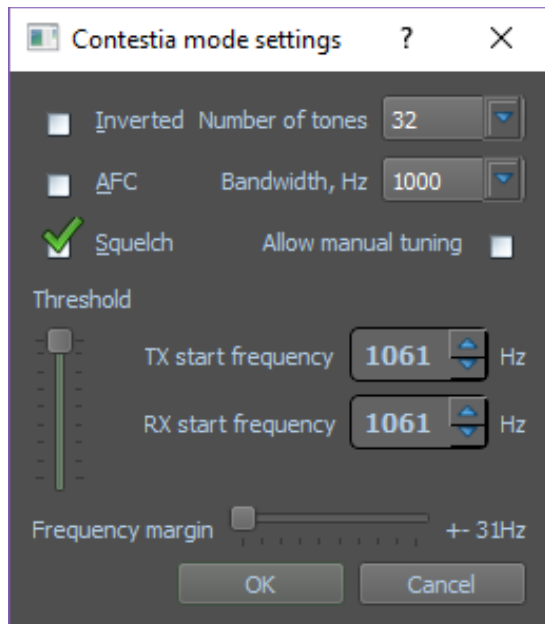 Contestia mode settings ?
Inverted Number of tones 32
AFC Bandwidth, Hz 1000
Squelch Allow manual tuning
Threshold
TX start frequency 1061 Hz
RX start frequency 1061 Hz
Frequency margin +- 31Hz
OK Cancel